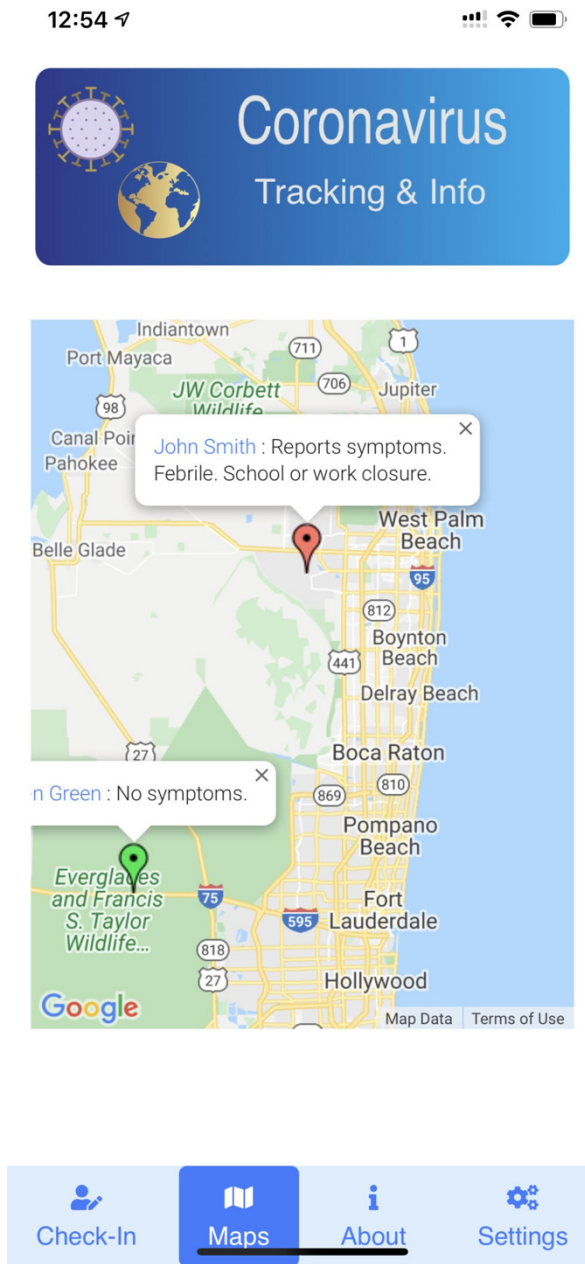 12:54
Coronavirus
Tracking & Info
Indiantown
Port Mayaca
711
1
98
JW Corbett
Wildlife
706
Jupiter
Canal Poin
Pahokee
John Smith : Reports symptoms.
Febrile. School or work closure.
West Palm
Beach
Belle Glade
95
812
Boynton
Beach
441
Delray Beach
27
Boca Raton
n Green : No symptoms.
869
810
Pompano
Beach
Everglades
and Francis
S. Taylor
Wildlife...
75
Fort
Lauderdale
595
818
27
Hollywood
Google
Map Data
Terms of Use
Check-In
Maps
About
Settings